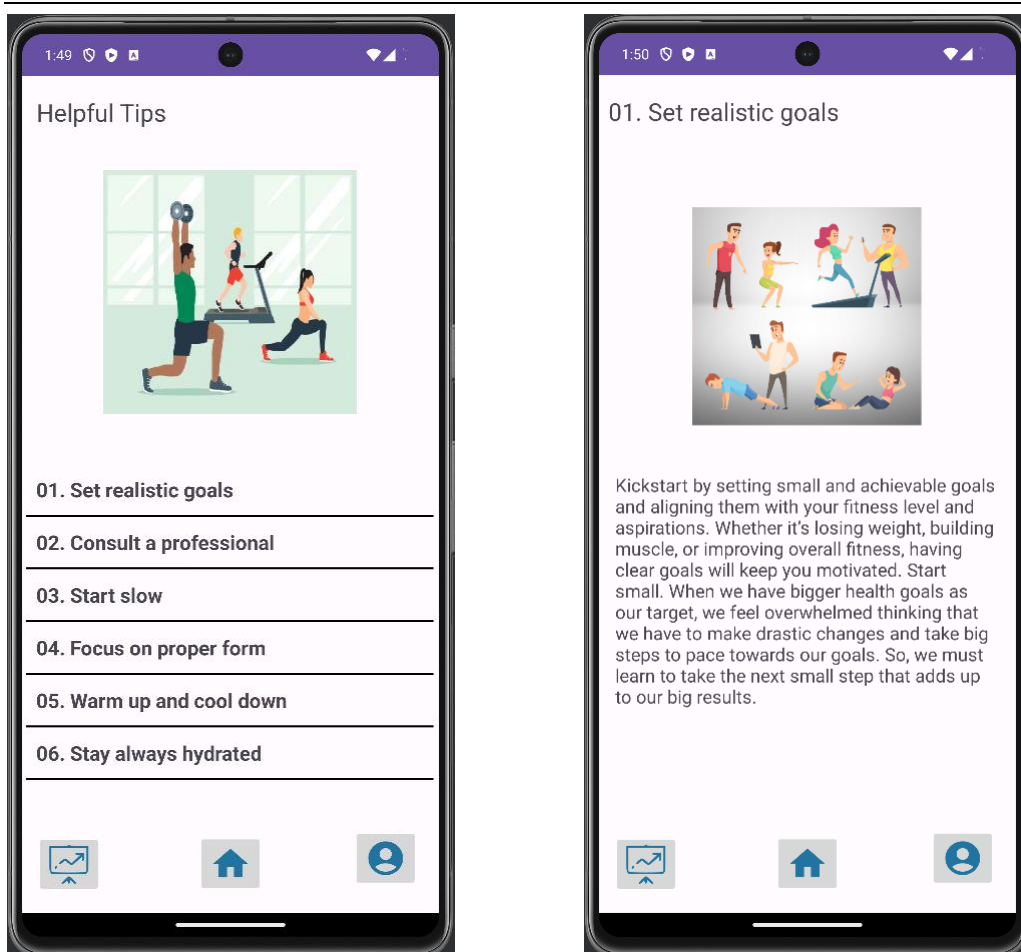 1:49
Helpful Tips
01. Set realistic goals
02. Consult a professional
03. Start slow
04. Focus on proper form
05. Warm up and cool down
06. Stay always hydrated
1:50
01. Set realistic goals
Kickstart by setting small and achievable goals
and aligning them with your fitness level and
aspirations. Whether it's losing weight, building
muscle, or improving overall fitness, having
clear goals will keep you motivated. Start
small. When we have bigger health goals as
our target, we feel overwhelmed thinking that
we have to make drastic changes and take big
steps to pace towards our goals. So, we must
learn to take the next small step that adds up
to our big results.